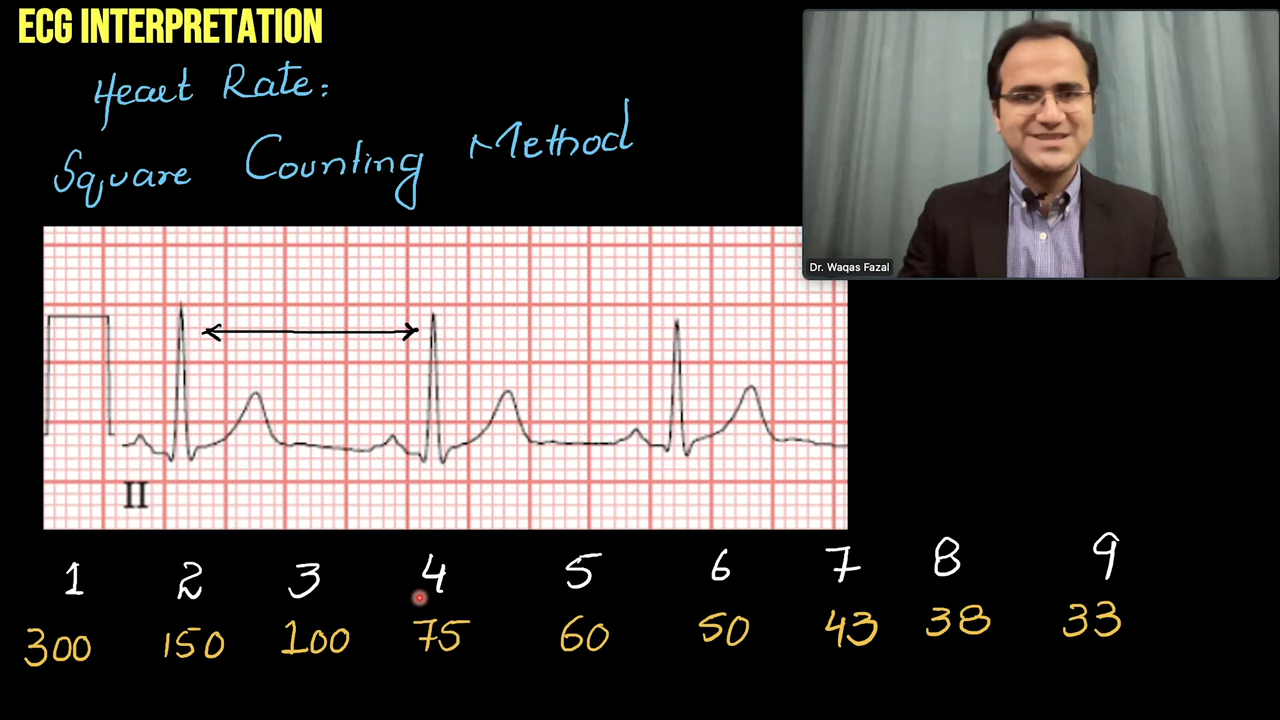 ECG INTERPRETATION
Heart Rate:
Square Counting Method
Dr. Waqas Fazal
II
1 2 3 4 5 6 7 8 9
300 150 100 75 60 50 43 38 33